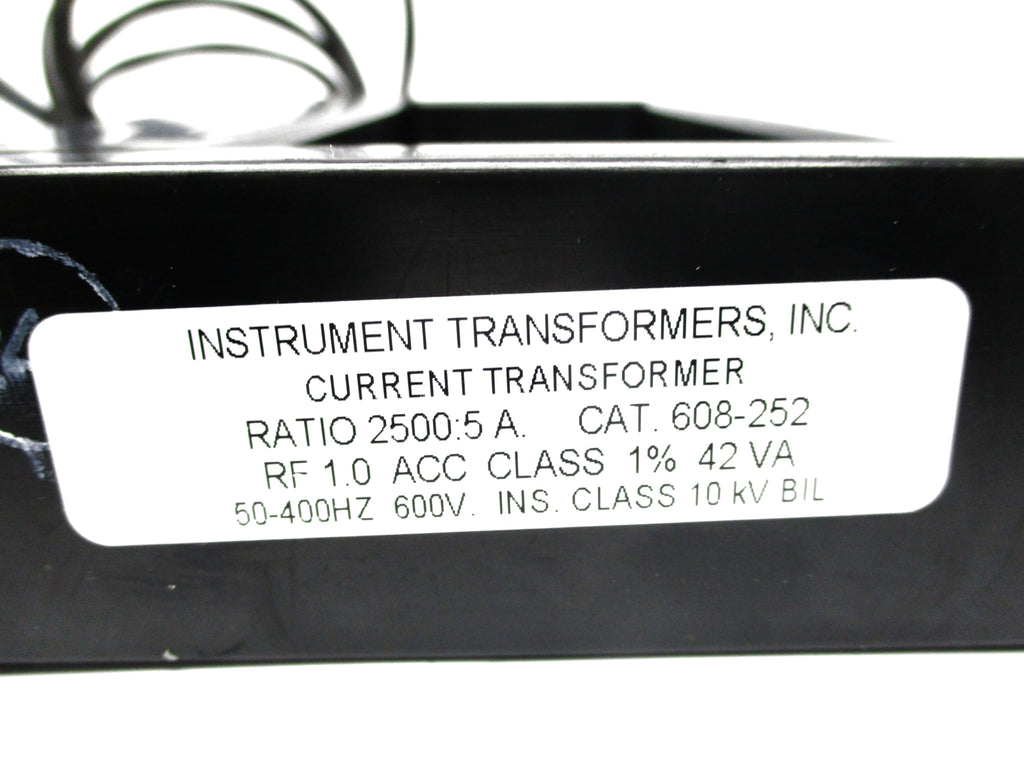 INSTRUMENT TRANSFORMERS, INC.
CURRENT TRANSFORMER
RATIO 2500:5 A. CAT. 608-252
RF 1.0 ACC CLASS 1% 42 VA
50-400HZ 600V. INS. CLASS 10 kV BIL